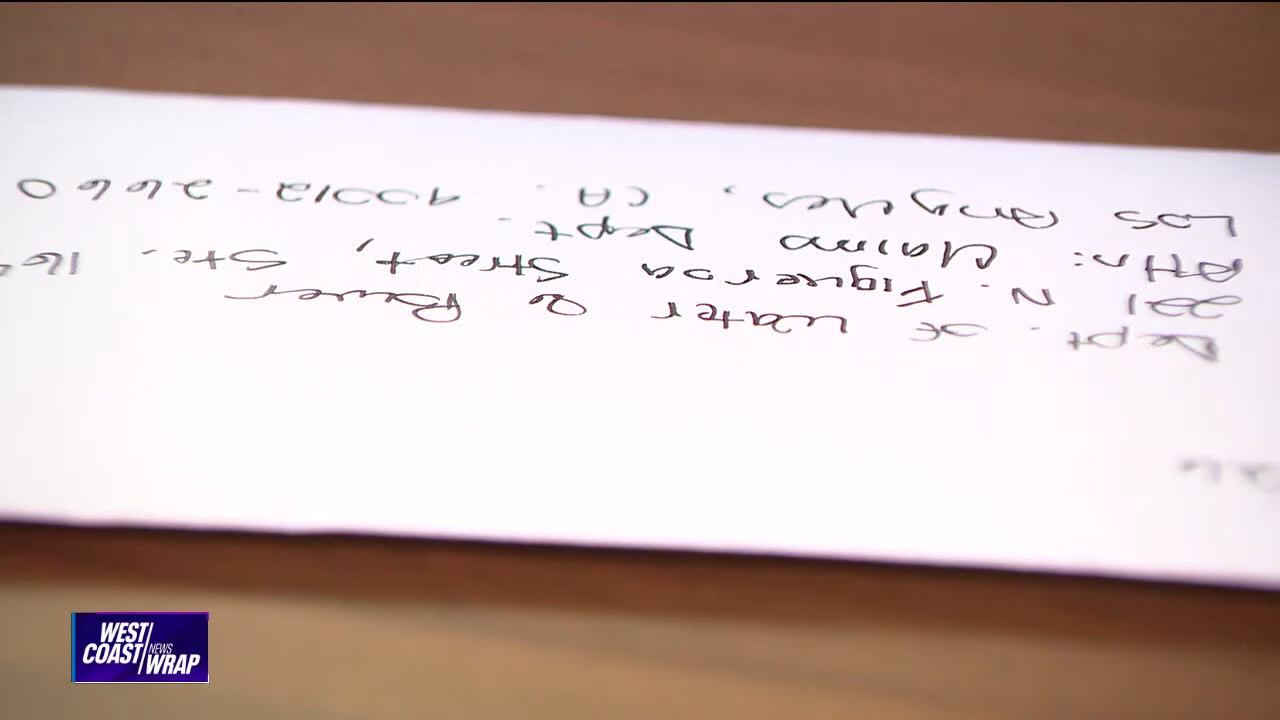 Dept. of Water & Power
221 N. Figueroa Street, Ste. 16
Attn: Claims Dept.
Los Angeles, CA. 90012-2660
WEST
COAST NEWS
WRAP